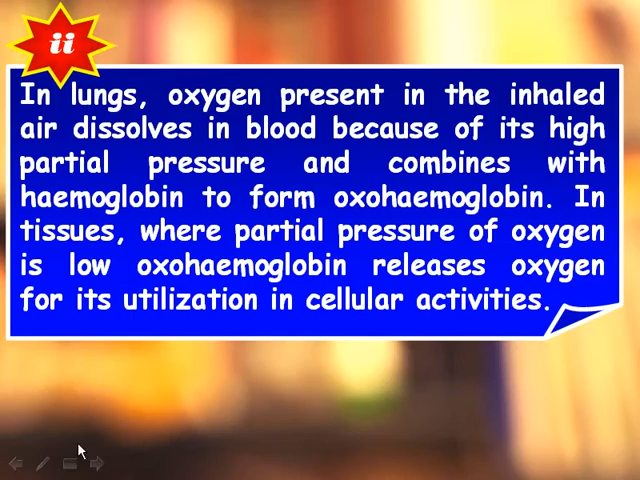 ii
In lungs, oxygen present in the inhaled
air dissolves in blood because of its high
partial pressure and combines with
haemoglobin to form oxohaemoglobin. In
tissues, where partial pressure of oxygen
is low oxohaemoglobin releases oxygen
for its utilization in cellular activities.